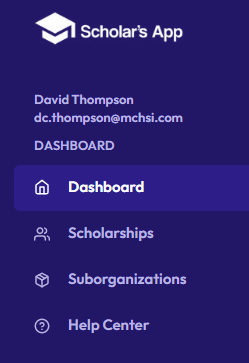 Scholar's App
David Thompson
dc.thompson@mchsi.com
DASHBOARD
Dashboard
Scholarships
Suborganizations
Help Center